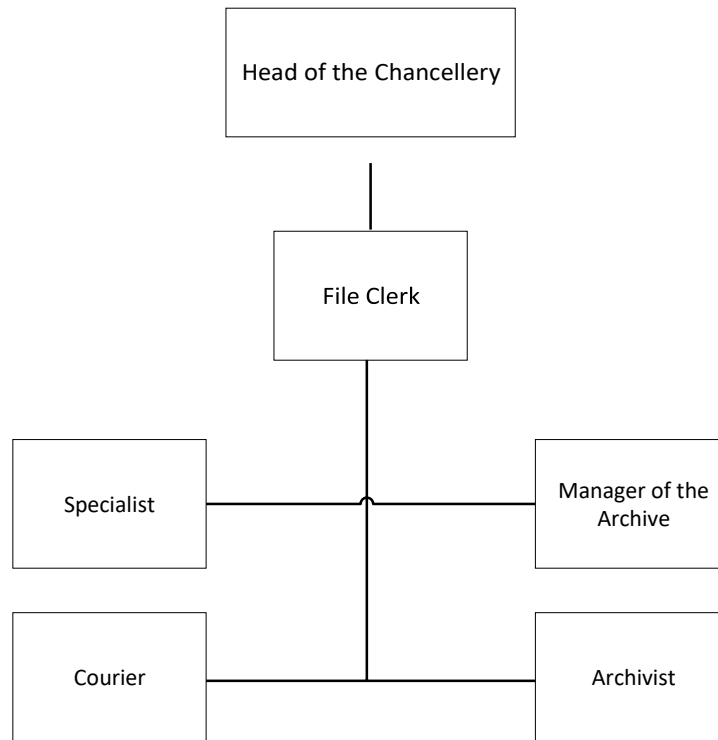 Head of the Chancellery
File Clerk
Specialist
Manager of the
Archive
Courier
Archivist